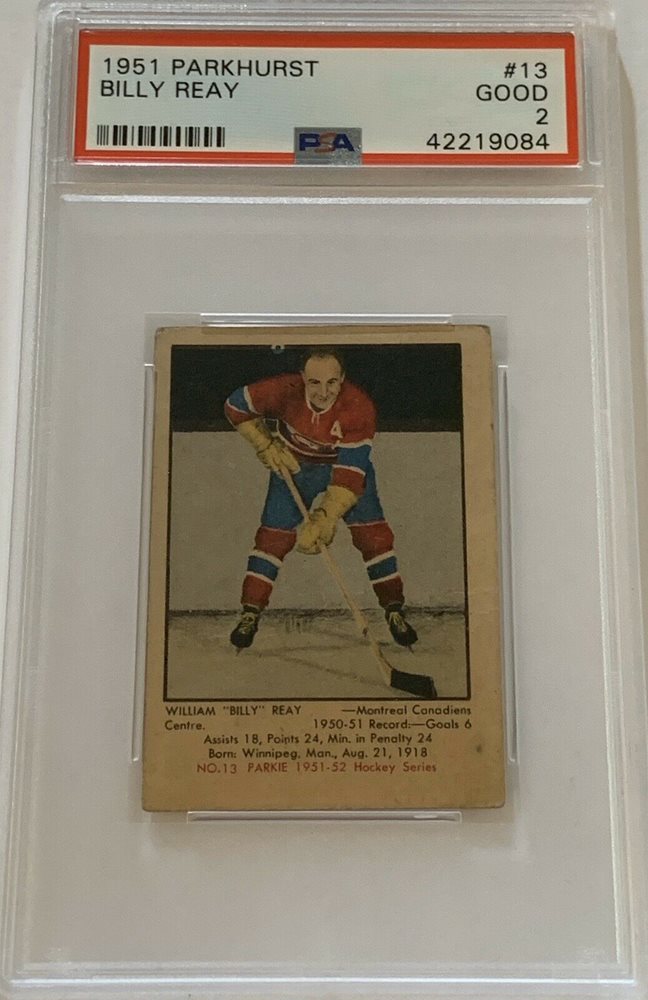 1951 PARKHURST #13
BILLY REAY GOOD
2
PSA 42219084
A
WILLIAM "BILLY" REAY —Montreal Canadiens
Centre. 1950-51 Record:—Goals 6
Assists 18, Points 24, Min. in Penalty 24
Born: Winnipeg, Man., Aug. 21, 1918
NO.13 PARKIE 1951-52 Hockey Series